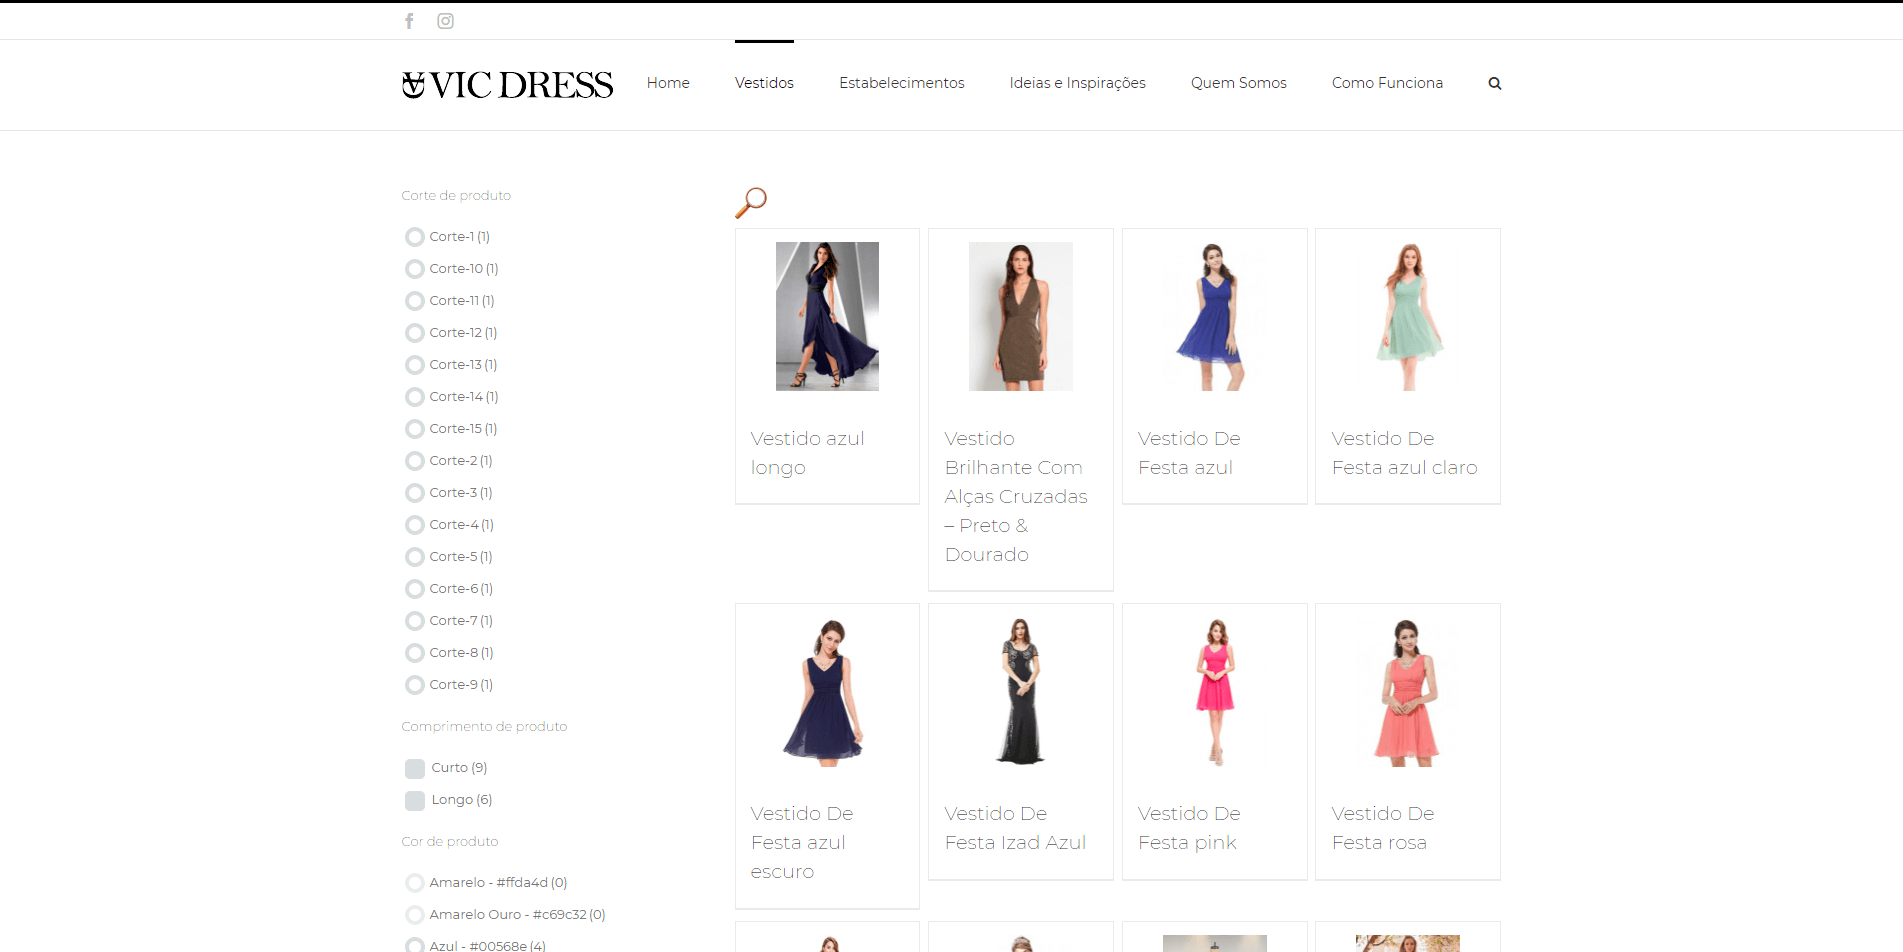 VIC DRESS
Home
Vestidos
Estabelecimentos
Ideias e Inspirações
Quem Somos
Como Funciona
Corte de produto
Corte-1 (1)
Corte-10 (1)
Corte-11 (1)
Corte-12 (1)
Corte-13 (1)
Corte-14 (1)
Corte-15 (1)
Corte-2 (1)
Corte-3 (1)
Corte-4 (1)
Corte-5 (1)
Corte-6 (1)
Corte-7 (1)
Corte-8 (1)
Corte-9 (1)
Comprimento de produto
Curto (9)
Longo (6)
Cor de produto
Amarelo - #ffda4d (0)
Amarelo Ouro - #c69c32 (0)
Azul - #00568e (4)
Vestido azul
longo
Vestido
Brilhante Com
Alças Cruzadas
– Preto &
Dourado
Vestido De
Festa azul
Vestido De
Festa azul claro
Vestido De
Festa azul
escuro
Vestido De
Festa Izad Azul
Vestido De
Festa pink
Vestido De
Festa rosa